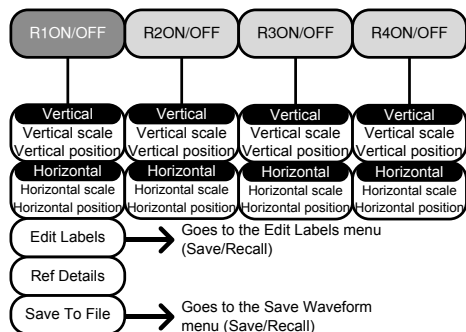 R1ON/OFF R2ON/OFF R3ON/OFF R4ON/OFF
Vertical Vertical Vertical Vertical
Vertical scale Vertical scale Vertical scale Vertical scale
Vertical position Vertical position Vertical position Vertical position
Horizontal Horizontal Horizontal Horizontal
Horizontal scale Horizontal scale Horizontal scale Horizontal scale
Horizontal position Horizontal position Horizontal position Horizontal position
Edit Labels Goes to the Edit Labels menu
(Save/Recall)
Ref Details
Save To File Goes to the Save Waveform
menu (Save/Recall)